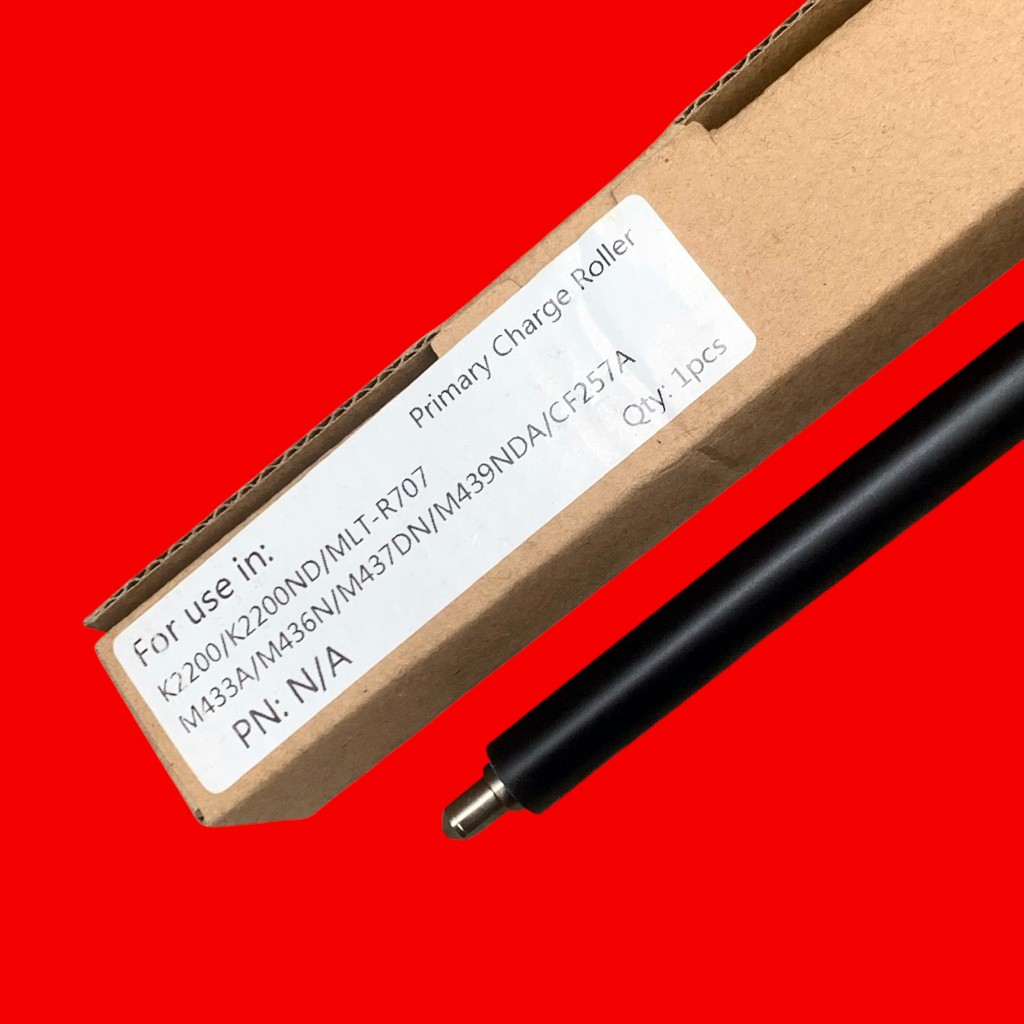 Primary Charge Roller
For use in:
K2200/K2200ND/MLT-R707
M433A/M436N/M437DN/M439NDA/CF257A
PN: N/A
Qty: 1pcs